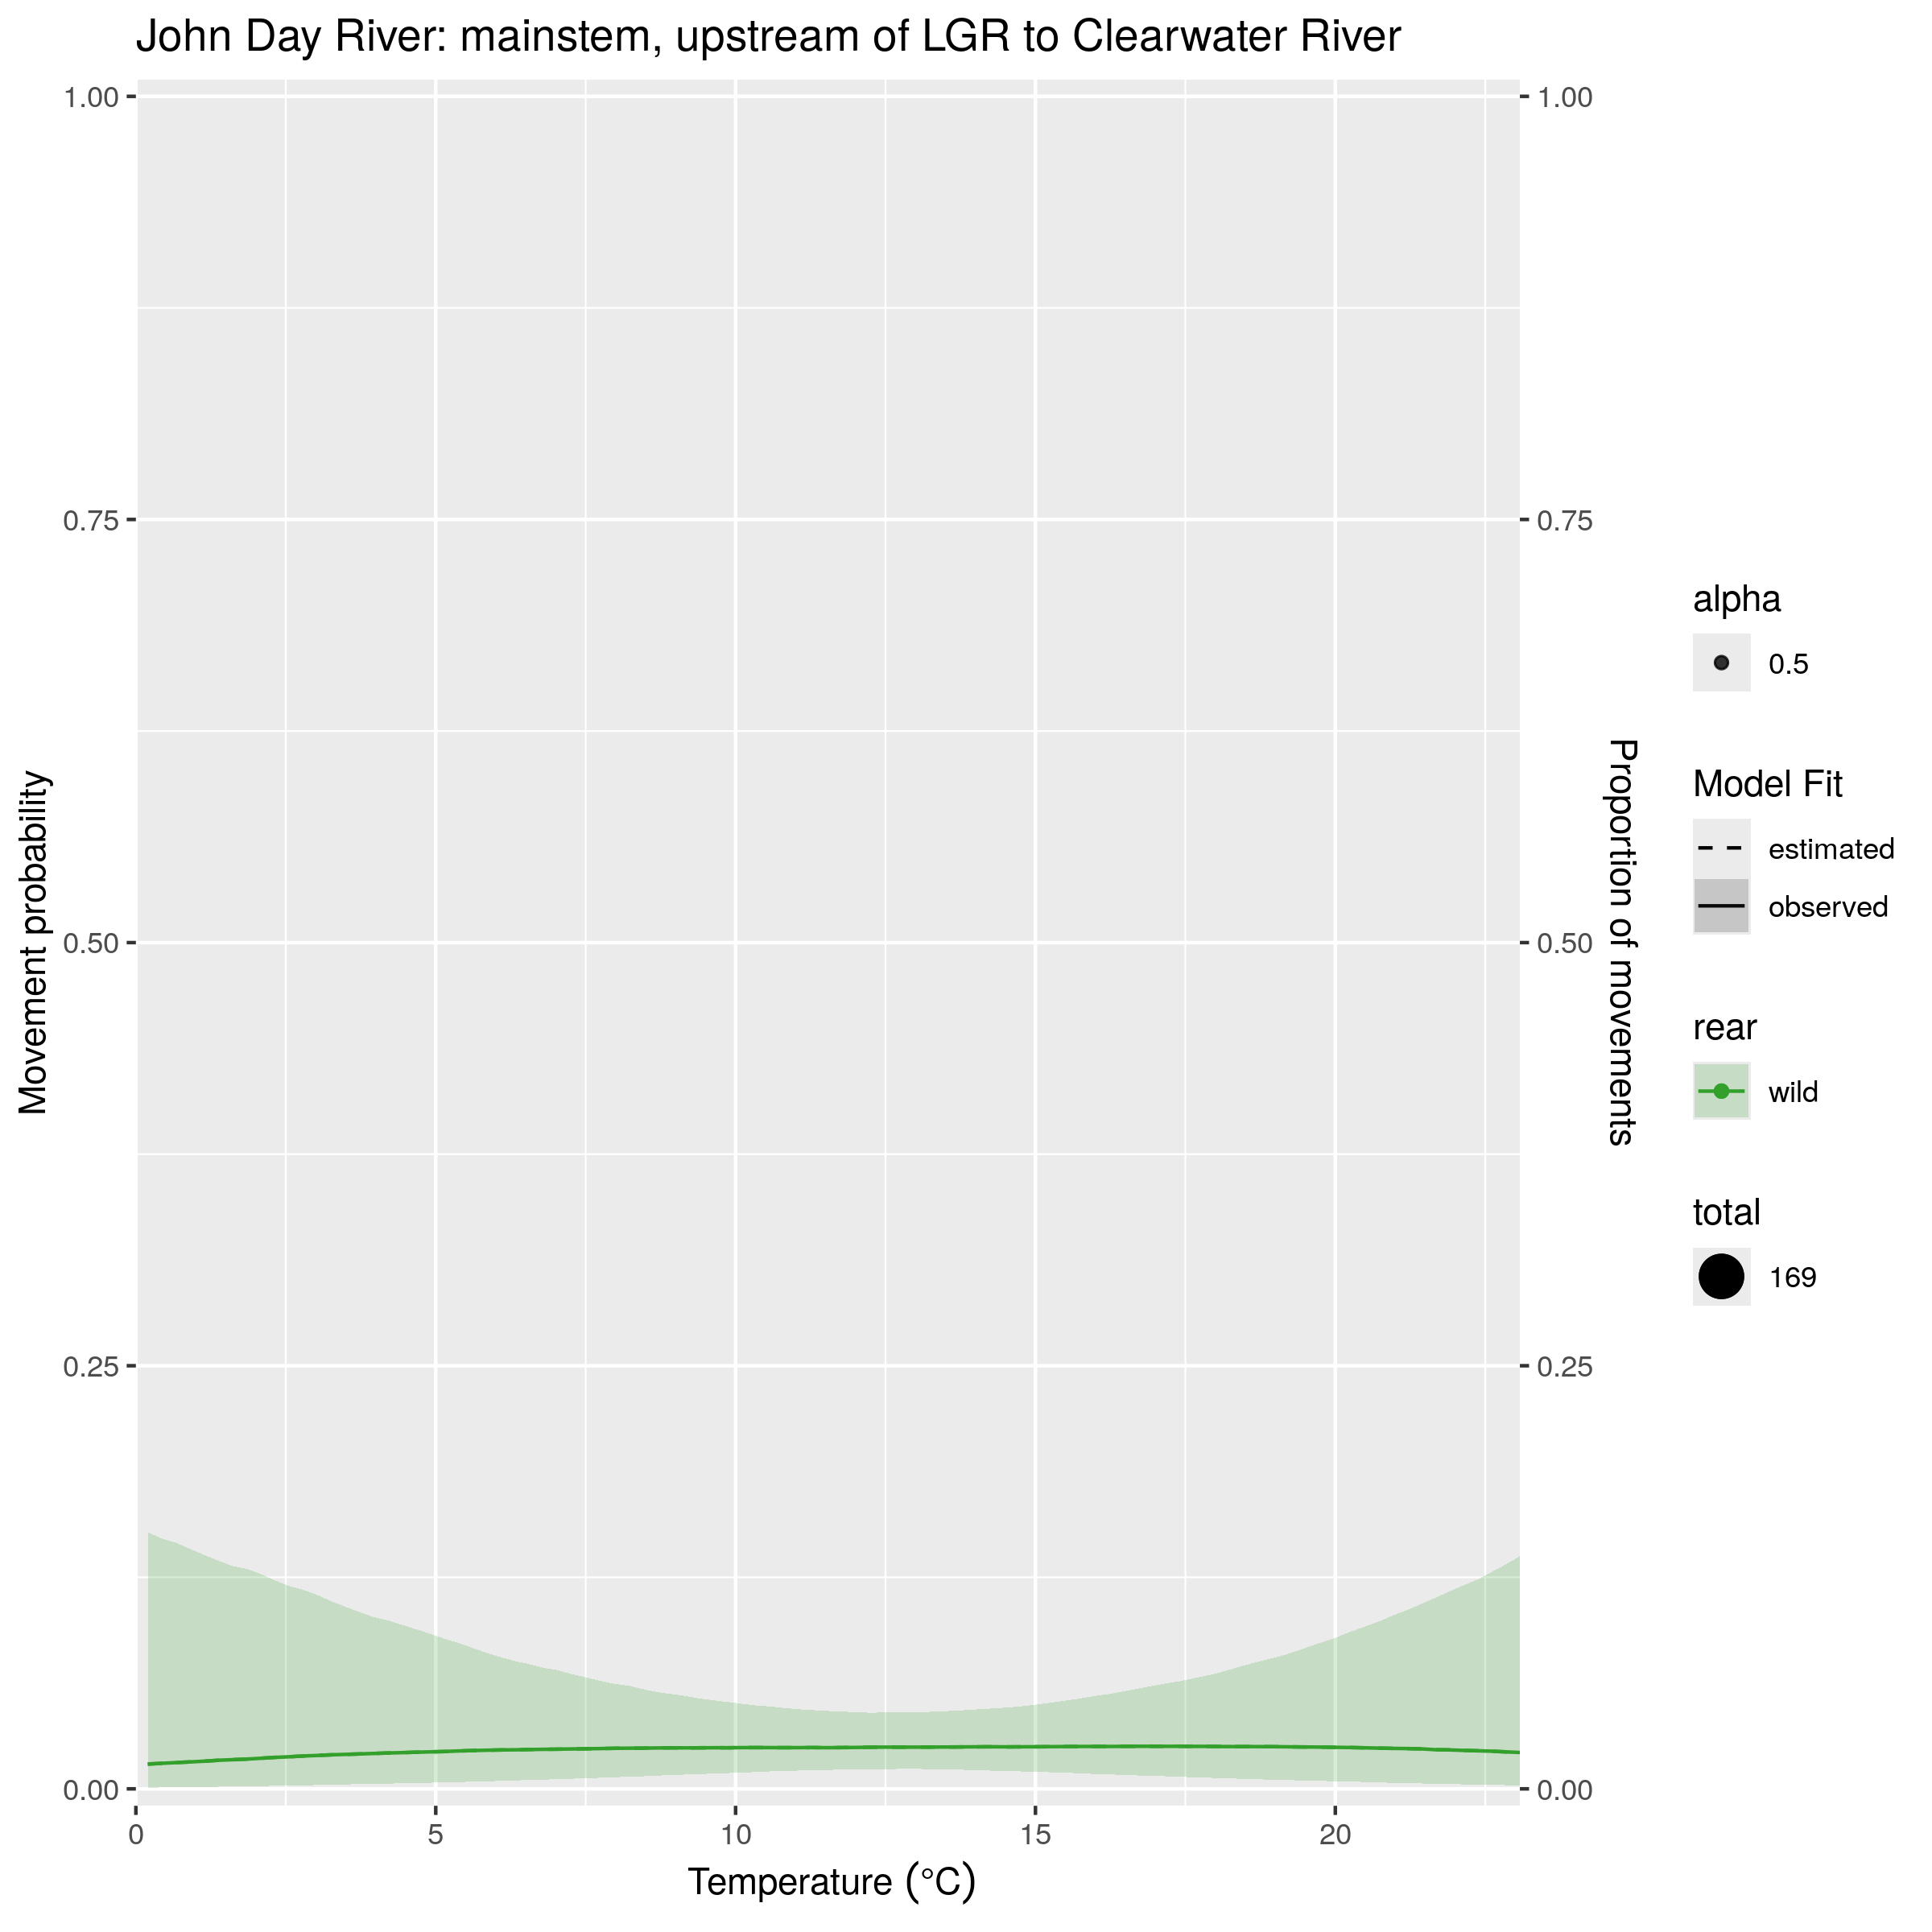 John Day River: mainstem, upstream of LGR to Clearwater River
1.00
0.75
0.50
0.25
0.00
Movement probability
0
5
10
15
20
Temperature (°C)
1.00
0.75
0.50
0.25
0.00
Proportion of movements
alpha
0.5
Model Fit
estimated
observed
rear
wild
total
169